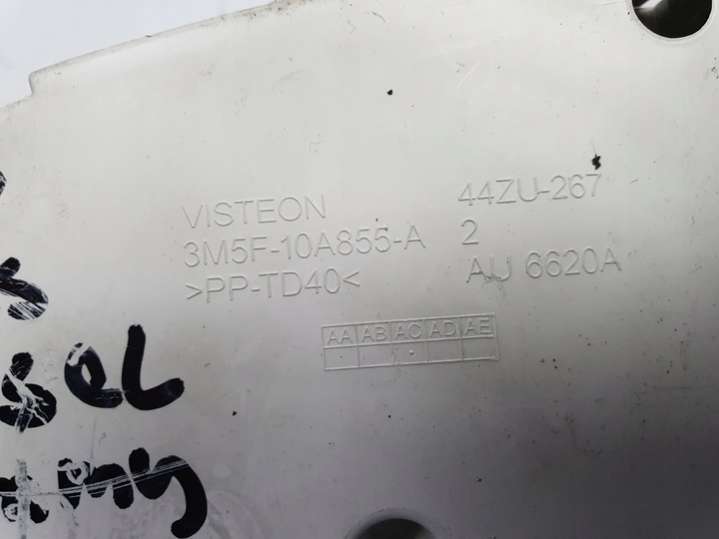 VISTEON
3M5F-10A855-A
>PP-TD40<
44ZU-267
2
AU 6620A
AA AB AC AD AE